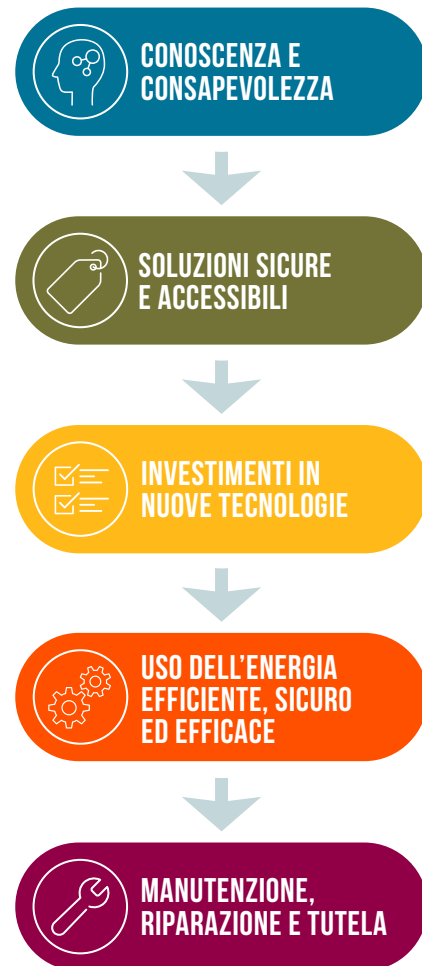 CONOSCENZA E
CONSAPEVOLEZZA
SOLUZIONI SICURE
E ACCESSIBILI
INVESTIMENTI IN
NUOVE TECNOLOGIE
USO DELL’ENERGIA
EFFICIENTE, SICURO
ED EFFICACE
MANUTENZIONE,
RIPARAZIONE E TUTELA